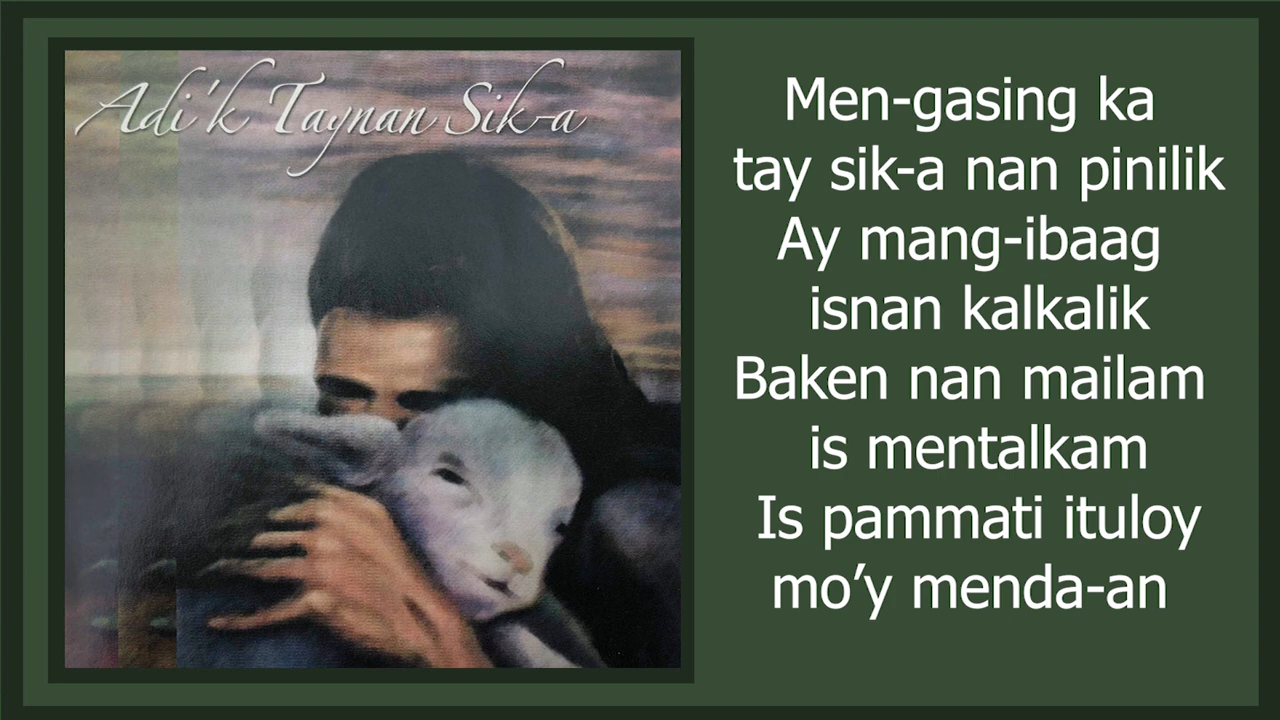 Adi'k Taynan Sik-a
Men-gasing ka
tay sik-a nan pinilik
Ay mang-ibaag
isnan kalkalik
Baken nan mailam
is mentalkam
Is pammati ituloy
mo’y menda-an